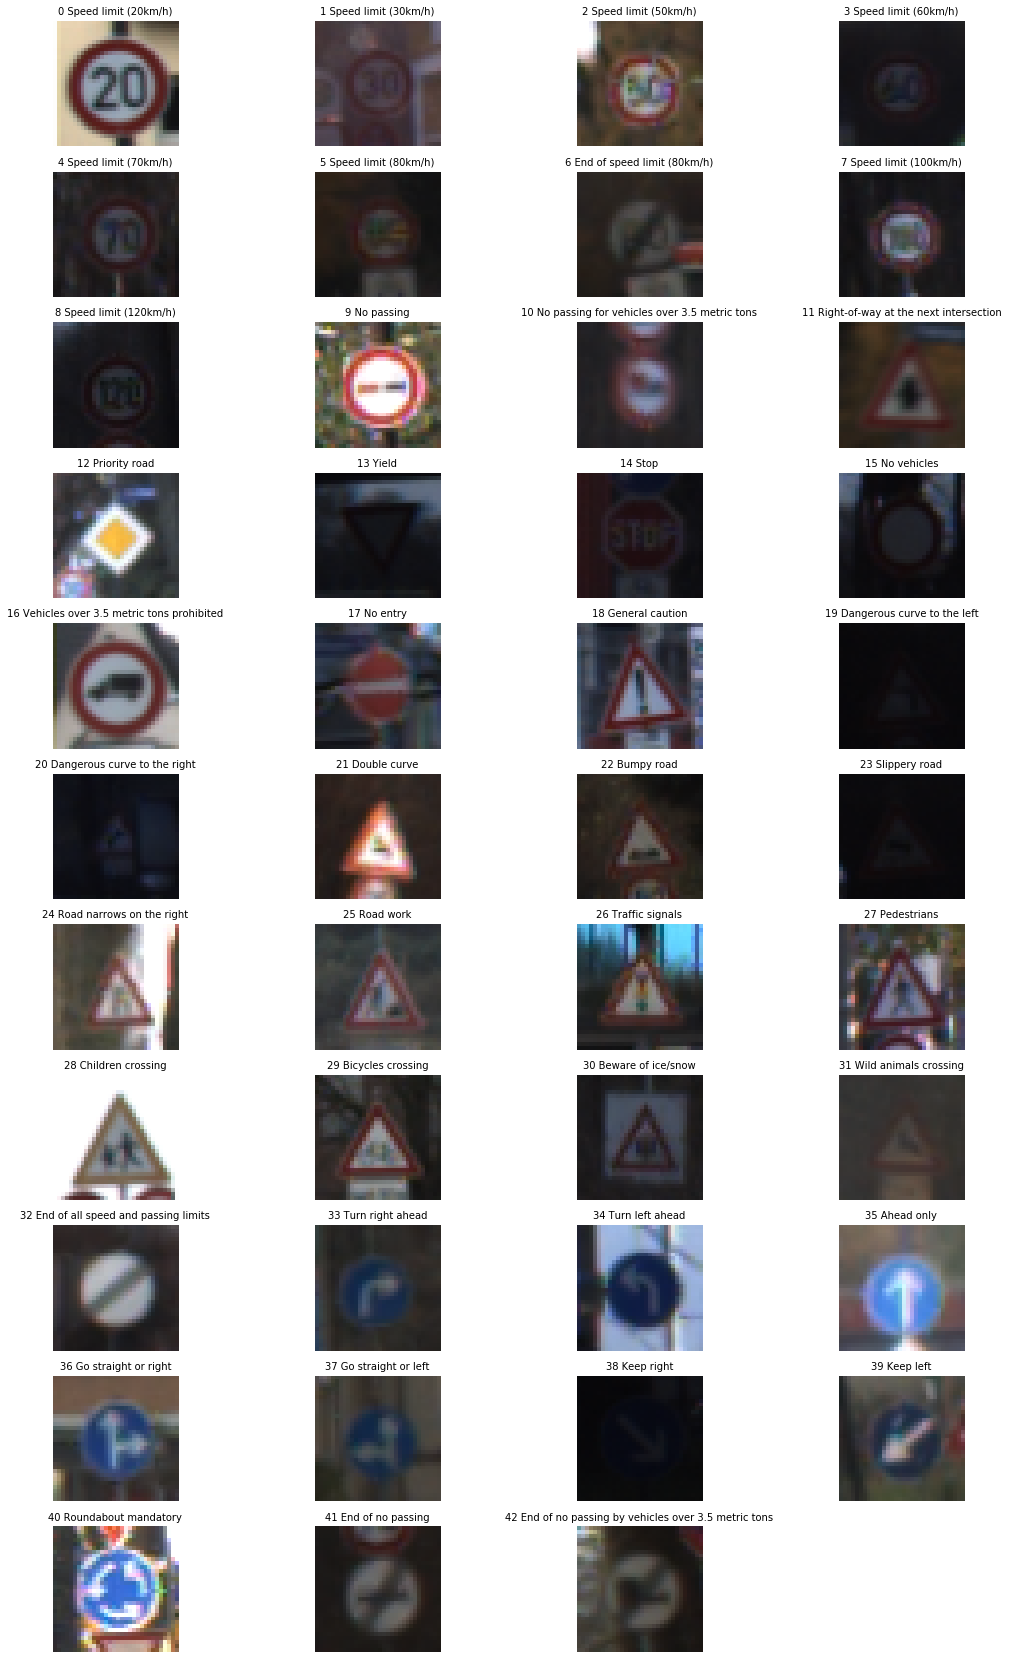 0 Speed limit (20km/h)
1 Speed limit (30km/h)
2 Speed limit (50km/h)
3 Speed limit (60km/h)
20
30
60
4 Speed limit (70km/h)
5 Speed limit (80km/h)
6 End of speed limit (80km/h)
7 Speed limit (100km/h)
70
8 Speed limit (120km/h)
9 No passing
10 No passing for vehicles over 3.5 metric tons
11 Right-of-way at the next intersection
120
12 Priority road
13 Yield
14 Stop
15 No vehicles
STOP
16 Vehicles over 3.5 metric tons prohibited
17 No entry
18 General caution
19 Dangerous curve to the left
20 Dangerous curve to the right
21 Double curve
22 Bumpy road
23 Slippery road
24 Road narrows on the right
25 Road work
26 Traffic signals
27 Pedestrians
28 Children crossing
29 Bicycles crossing
30 Beware of ice/snow
31 Wild animals crossing
32 End of all speed and passing limits
33 Turn right ahead
34 Turn left ahead
35 Ahead only
36 Go straight or right
37 Go straight or left
38 Keep right
39 Keep left
40 Roundabout mandatory
41 End of no passing
42 End of no passing by vehicles over 3.5 metric tons